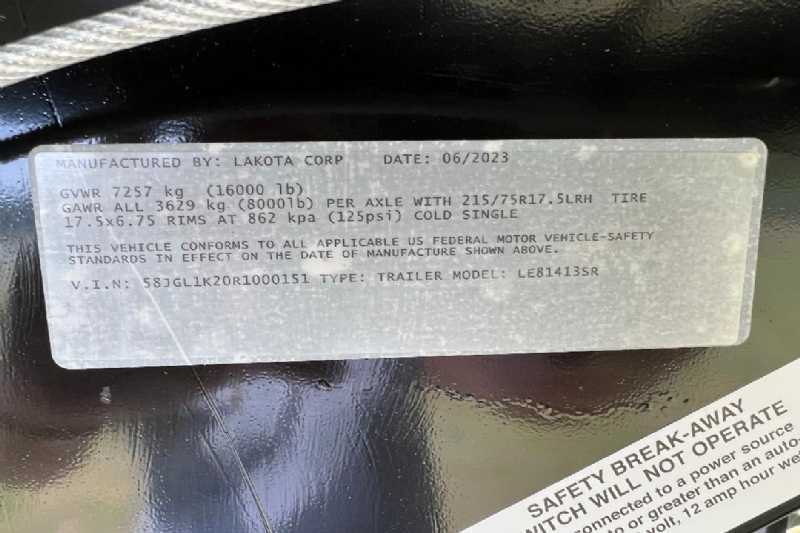 MANUFACTURED BY: LAKOTA CORP DATE: 06/2023
GVWR 7257 kg (16000 lb)
GAWR ALL 3629 kg (8000lb) PER AXLE WITH 215/75R17.5LRH TIRE
17.5x6.75 RIMS AT 862 kpa (125psi) COLD SINGLE
THIS VEHICLE CONFORMS TO ALL APPLICABLE US FEDERAL MOTOR VEHICLE-SAFETY
STANDARDS IN EFFECT ON THE DATE OF MANUFACTURE SHOWN ABOVE.
V.I.N: 58JGL1K20R1000151 TYPE: TRAILER MODEL: LE81413SR
SAFETY BREAK-AWAY
WITCH WILL NOT OPERATE
connected to a power source
to or greater than an auto-
volt, 12 amp hour we